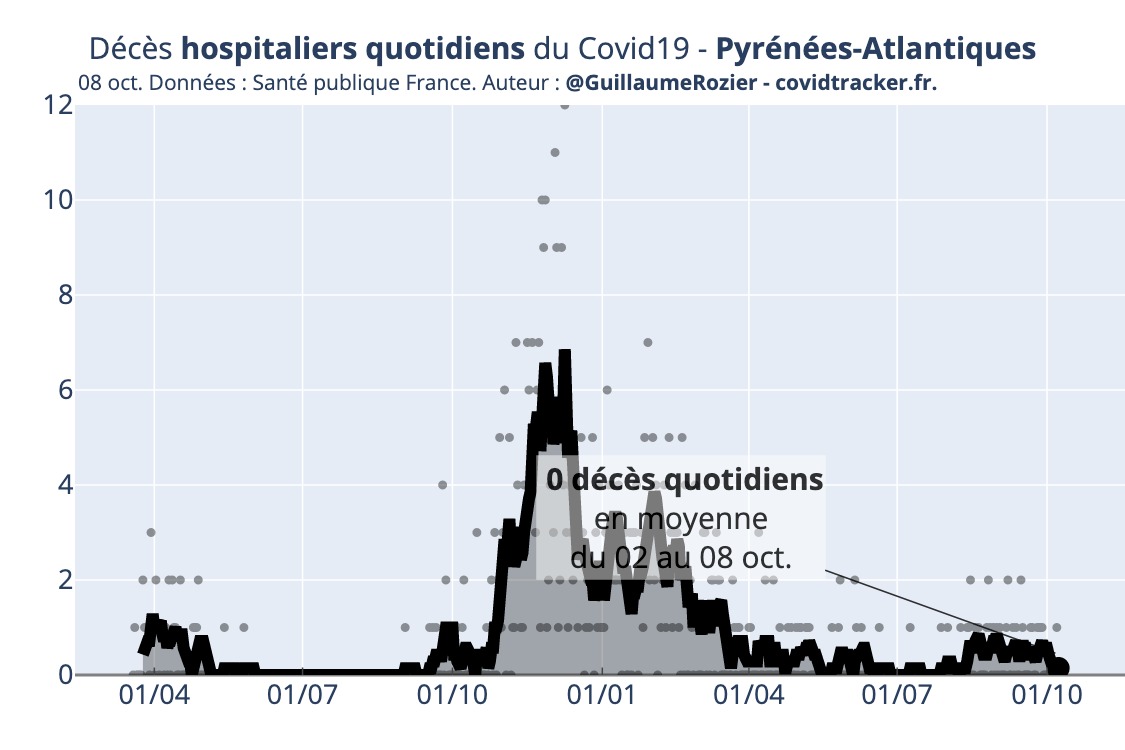 Décès hospitaliers quotidiens du Covid19 - Pyrénées-Atlantiques
08 oct. Données : Santé publique France. Auteur : @GuillaumeRozier - covidtracker.fr.
12
10
8
6
4
2
0
0 décès quotidiens
en moyenne
du 02 au 08 oct.
01/04 01/07 01/10 01/01 01/04 01/07 01/10